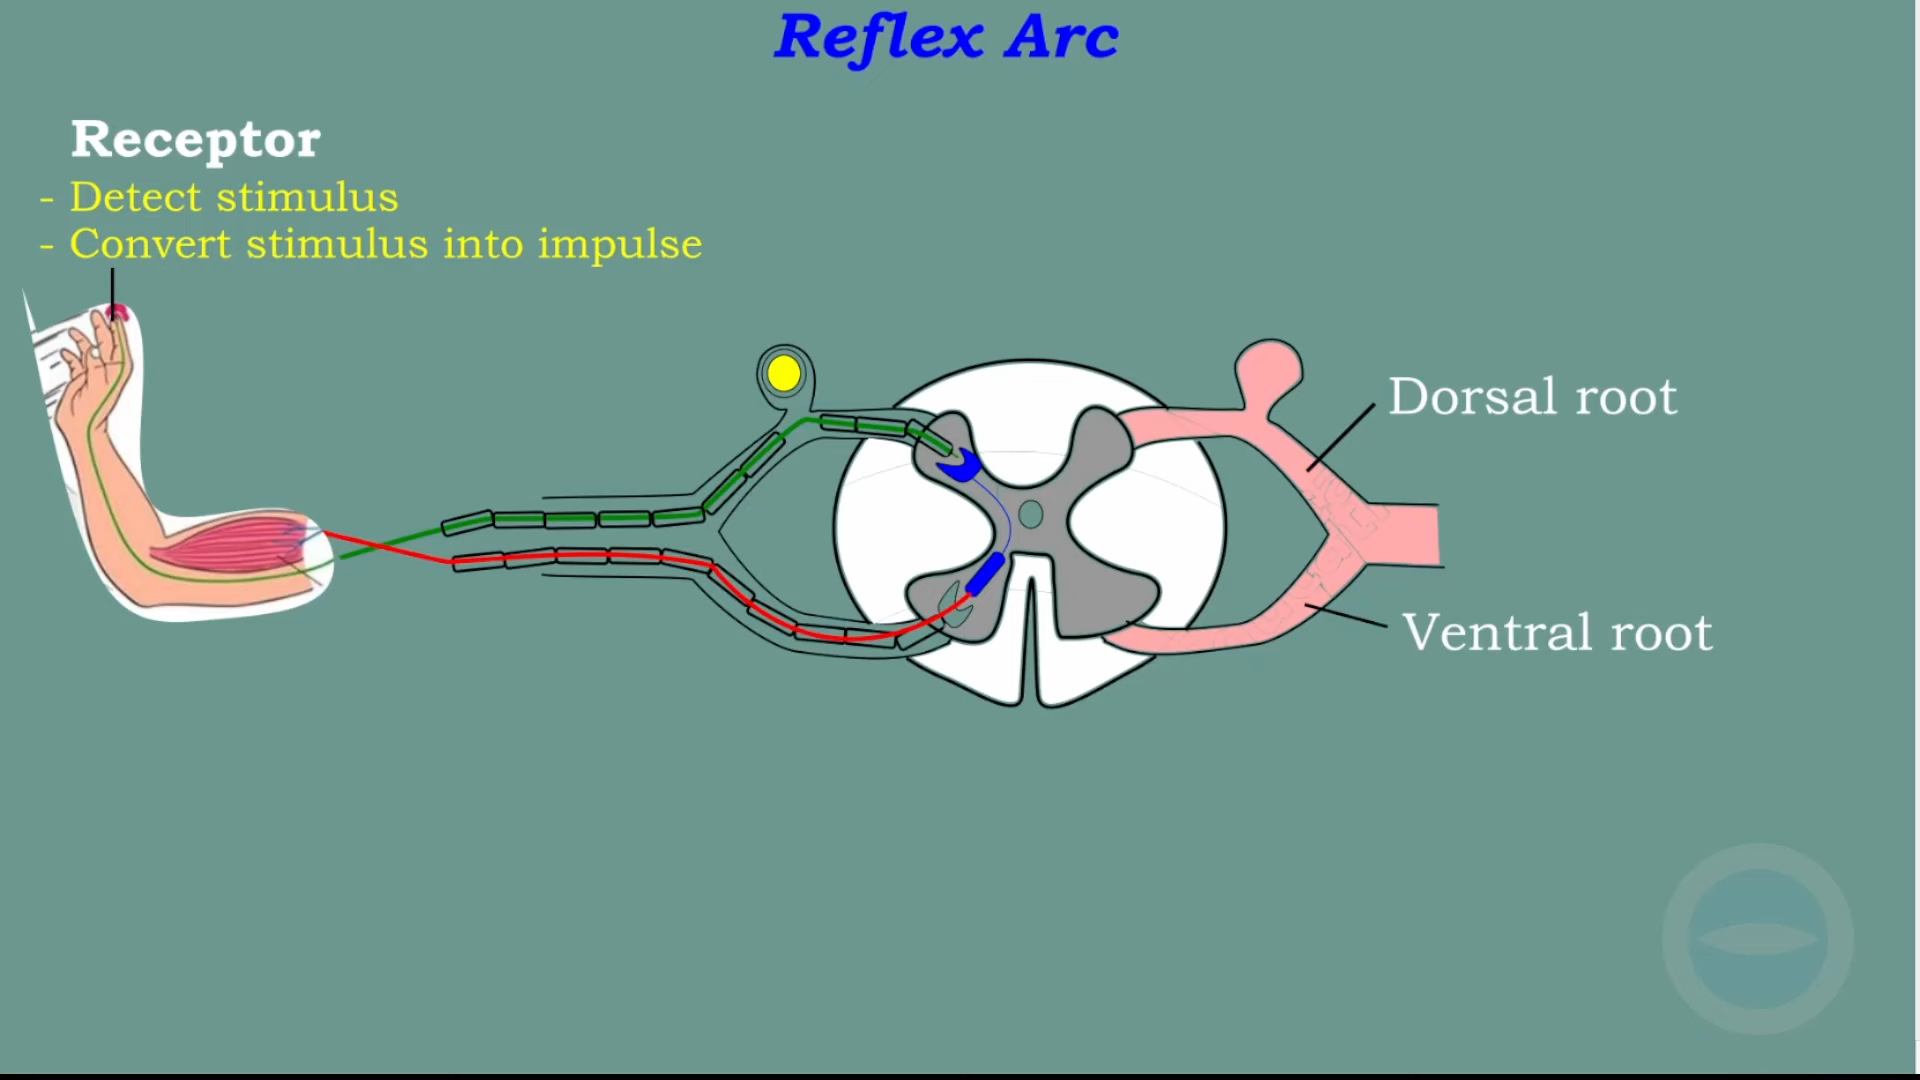 Reflex Arc
Receptor
- Detect stimulus
- Convert stimulus into impulse
Dorsal root
Ventral root